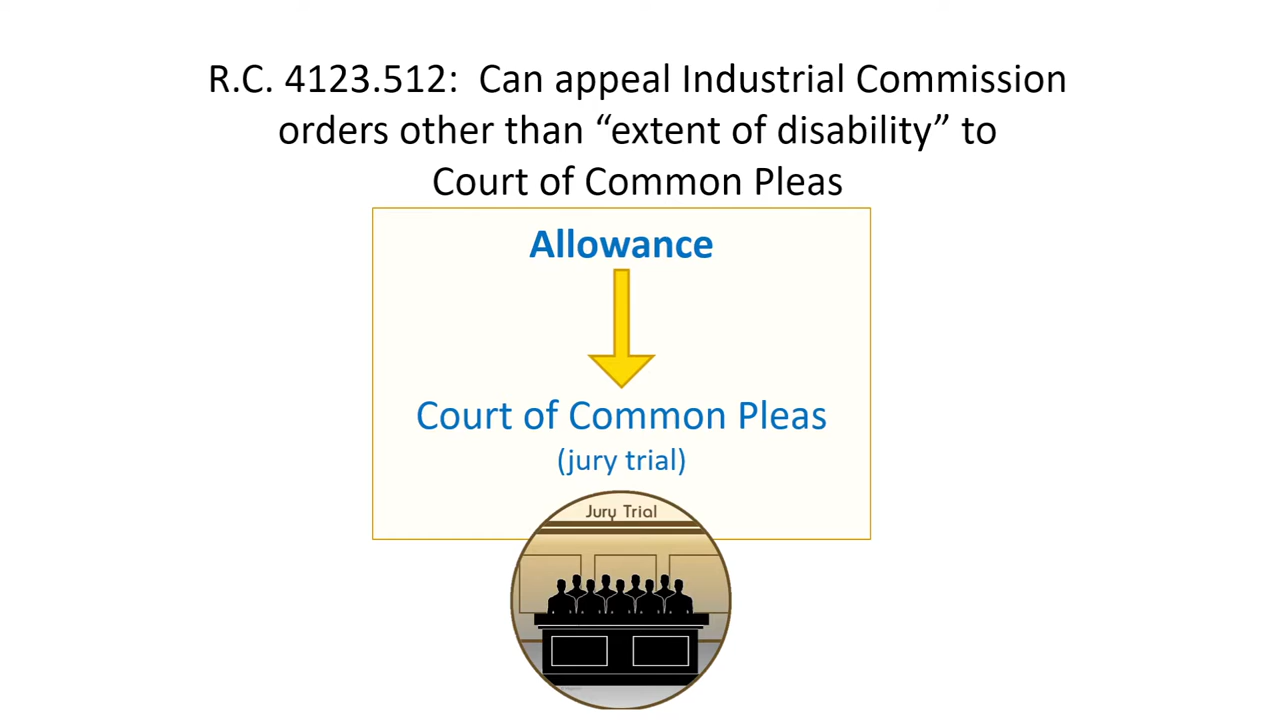 R.C. 4123.512:  Can appeal Industrial Commission
orders other than “extent of disability” to
Court of Common Pleas
Allowance
Court of Common Pleas
(jury trial)
Jury Trial